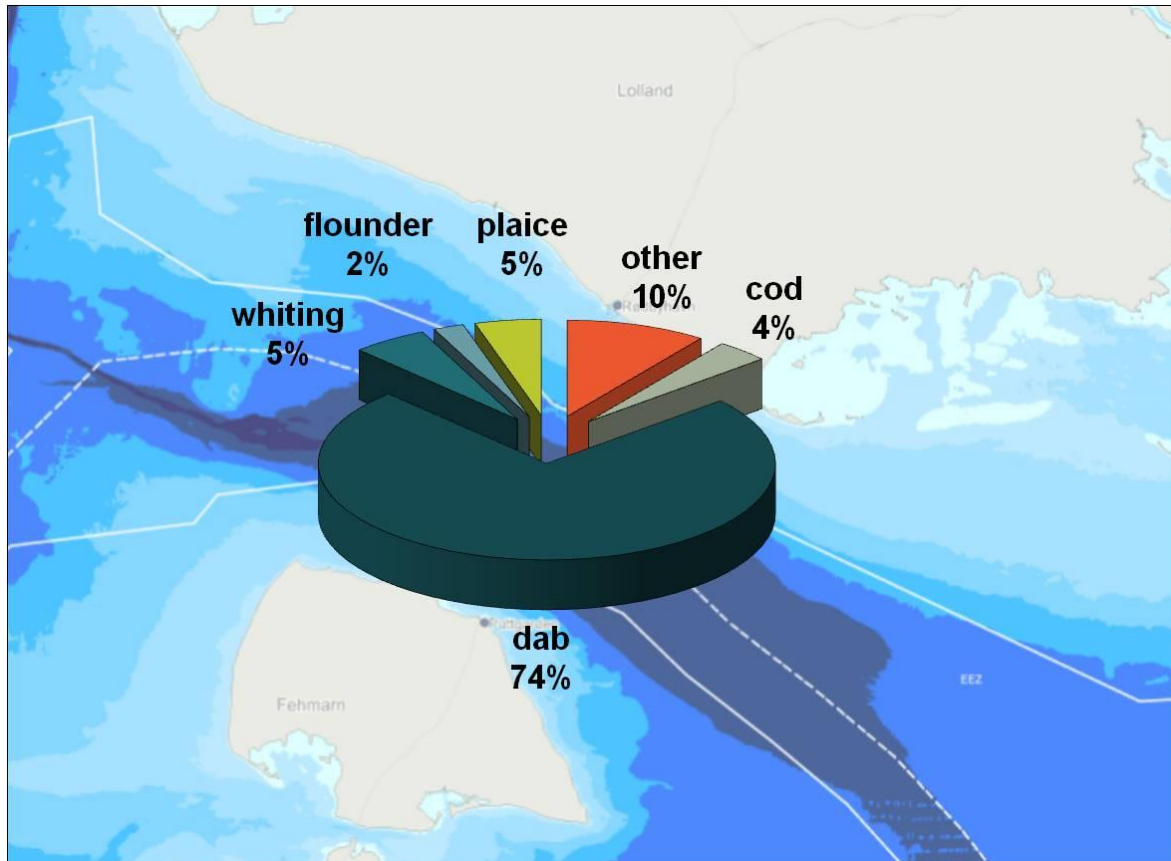 Lolland
flounder
2%
plaice
5%
other
10%
cod
4%
whiting
5%
dab
74%
Fehmarn
EEZ